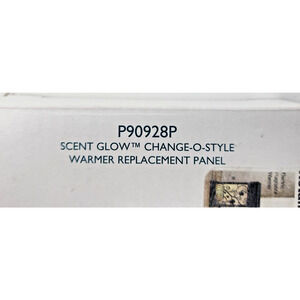 P90928P
SCENT GLOW™ CHANGE-O-STYLE
WARMER REPLACEMENT PANEL